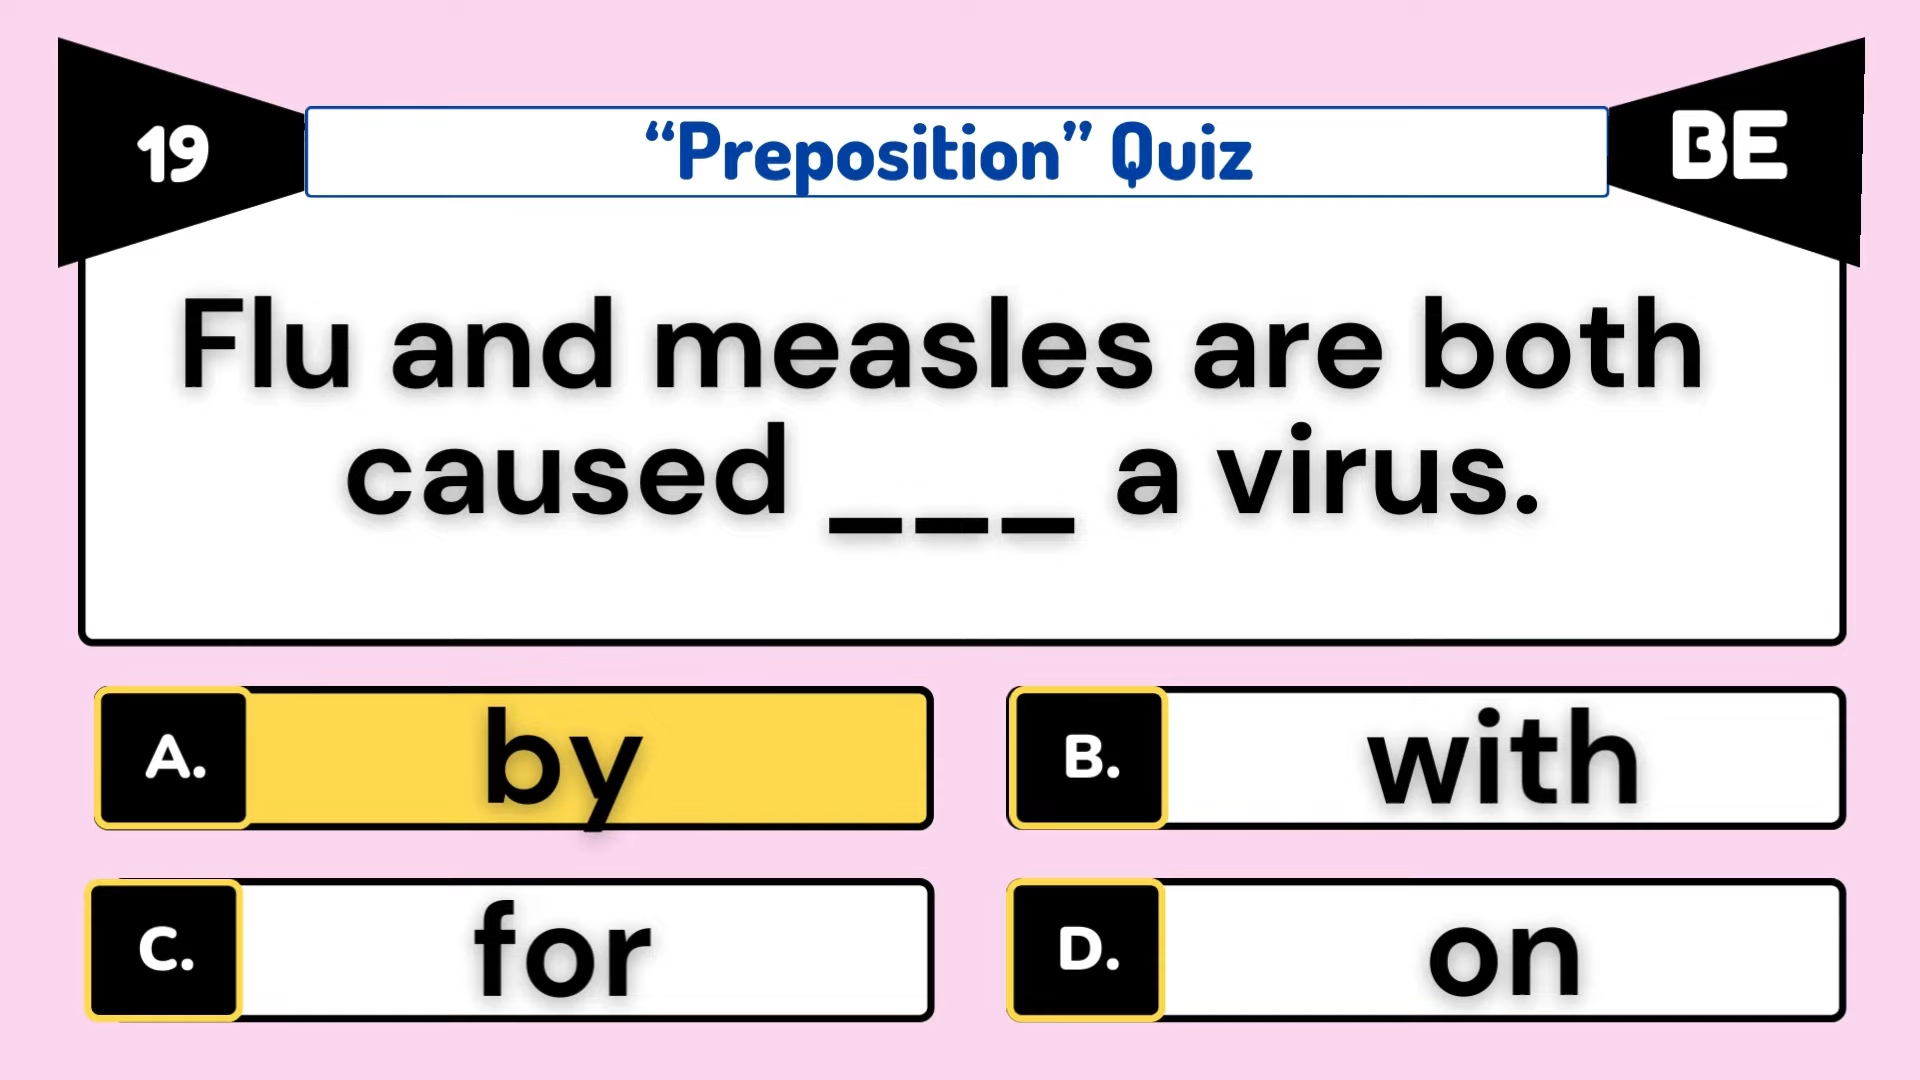 19
“Preposition” Quiz
BE
Flu and measles are both
caused ___ a virus.
A. by
B. with
C. for
D. on